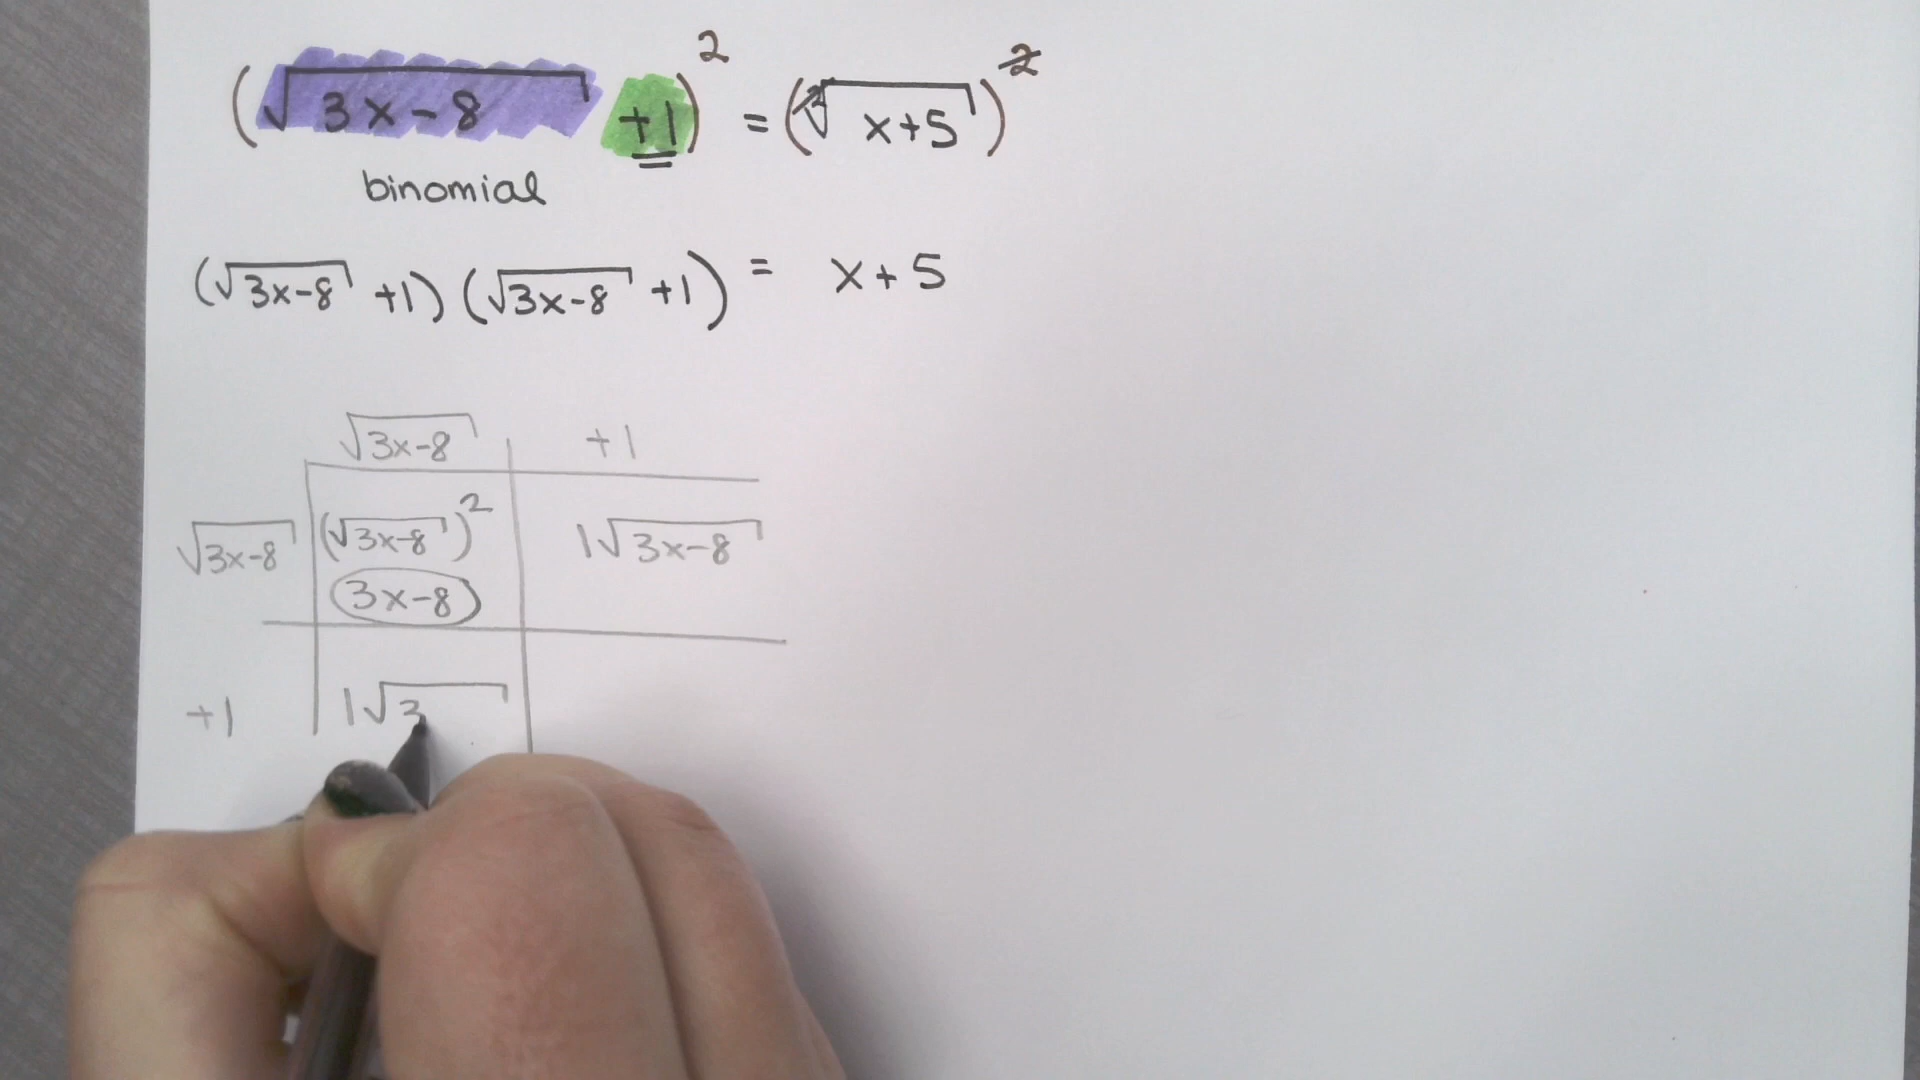 (√3x-8 +1)² = (²√x+5)²
binomial
(√3x-8 +1)(√3x-8 +1) = x+5
√3x-8 +1
√3x-8 (√3x-8)² 1√3x-8
3x-8
+1 1√3